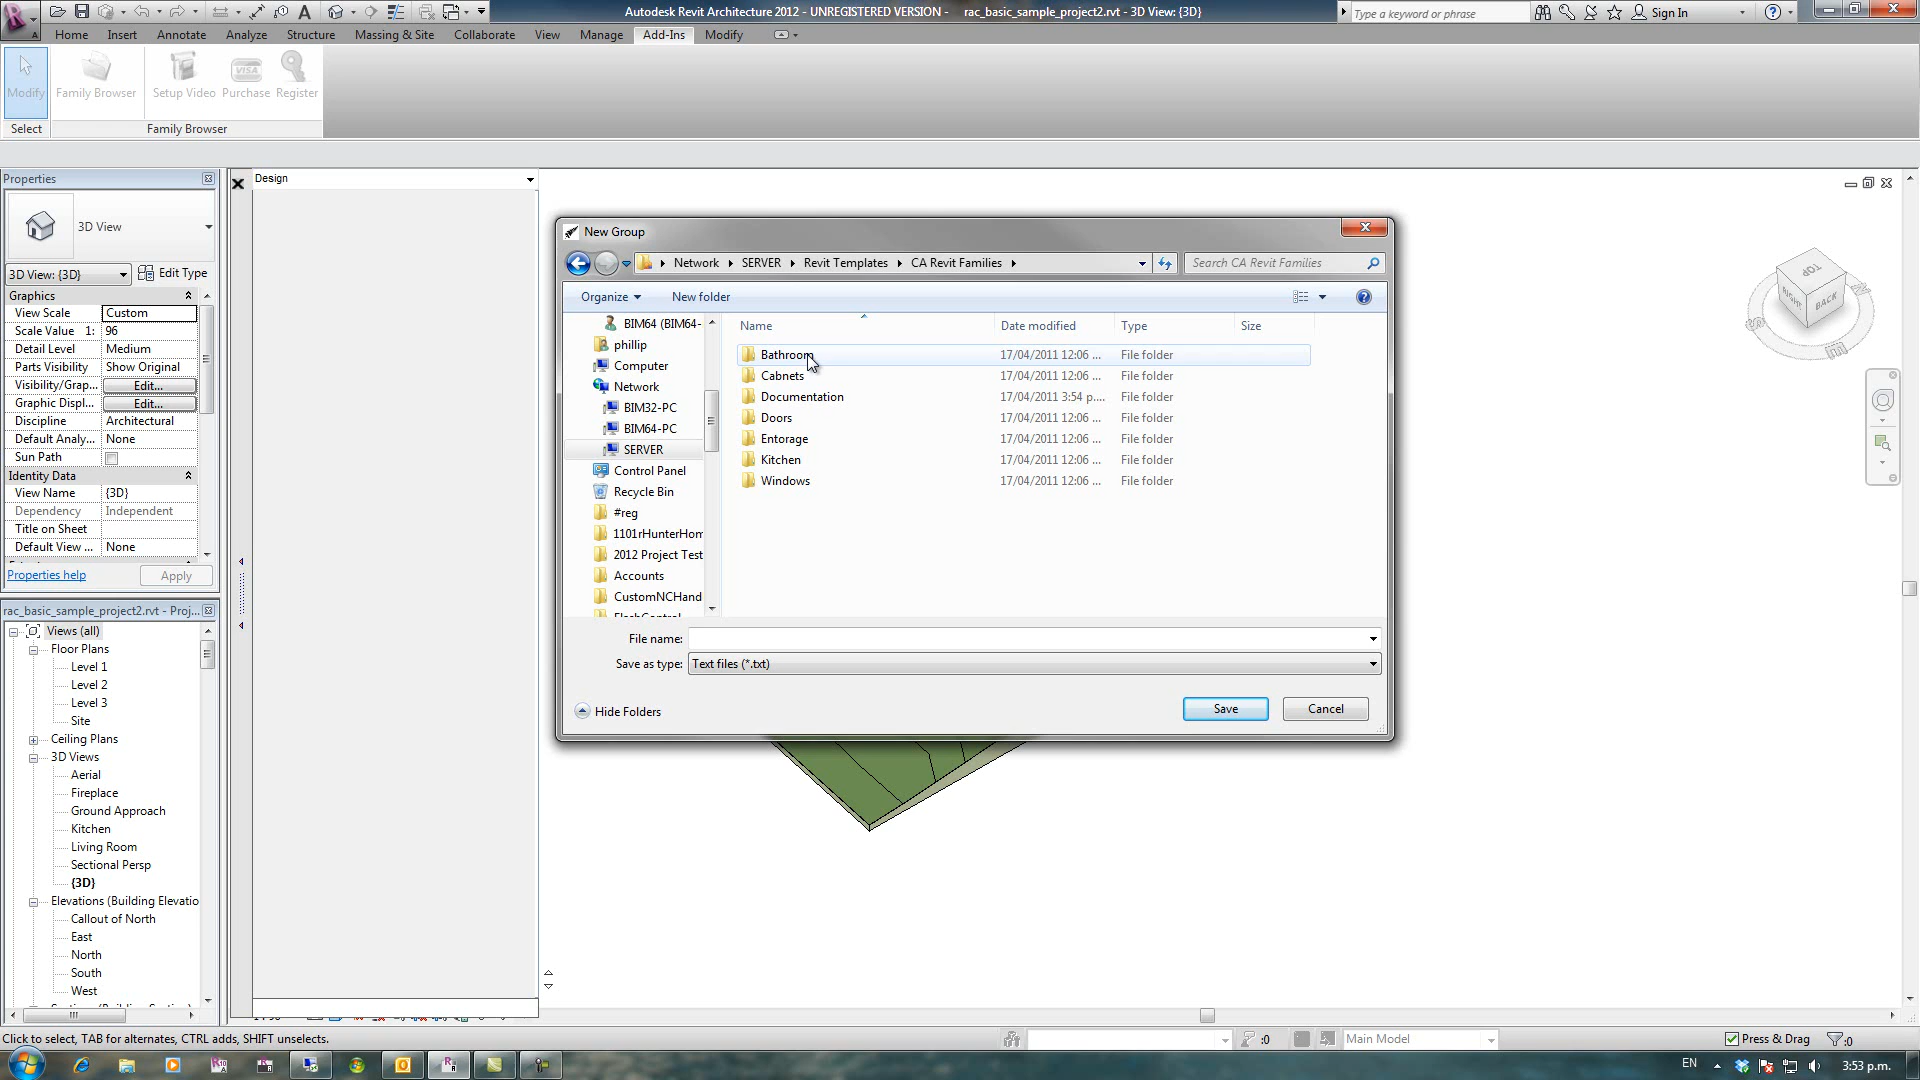 Autodesk Revit Architecture 2012 - UNREGISTERED VERSION - rac_basic_sample_project2.rvt - 3D View: {3D}
Type a keyword or phrase
Sign In
Home Insert Annotate Analyze Structure Massing & Site Collaborate View Manage Add-Ins Modify
Modify
Family Browser
Setup Video
VISA
Purchase
Register
Select
Family Browser
Properties
3D View
3D View: {3D}
Edit Type
Graphics
View Scale Custom
Scale Value 1: 96
Detail Level Medium
Parts Visibility Show Original
Visibility/Grap... Edit...
Graphic Displ... Edit...
Discipline Architectural
Default Analy... None
Sun Path
Identity Data
View Name {3D}
Dependency Independent
Title on Sheet
Default View ... None
Properties help
Apply
rac_basic_sample_project2.rvt - Proj...
Views (all)
Floor Plans
Level 1
Level 2
Level 3
Site
Ceiling Plans
3D Views
Aerial
Fireplace
Ground Approach
Kitchen
Living Room
Sectional Persp
{3D}
Elevations (Building Elevatio
Callout of North
East
North
South
West
Design
New Group
Network SERVER Revit Templates CA Revit Families
Search CA Revit Families
Organize
New folder
BIM64 (BIM64-
phillip
Computer
Network
BIM32-PC
BIM64-PC
SERVER
Control Panel
Recycle Bin
#reg
1101rHunterHom
2012 Project Test
Accounts
CustomNCHand
Name Date modified Type Size
Bathroom 17/04/2011 12:06 ... File folder
Cabnets 17/04/2011 12:06 ... File folder
Documentation 17/04/2011 3:54 p.... File folder
Doors 17/04/2011 12:06 ... File folder
Entorage 17/04/2011 12:06 ... File folder
Kitchen 17/04/2011 12:06 ... File folder
Windows 17/04/2011 12:06 ... File folder
File name:
Save as type: Text files (*.txt)
Hide Folders
Save
Cancel
TOP
RIGHT
BACK
Click to select, TAB for alternates, CTRL adds, SHIFT unselects.
:0
Main Model
Press & Drag
:0
EN
3:53 p.m.